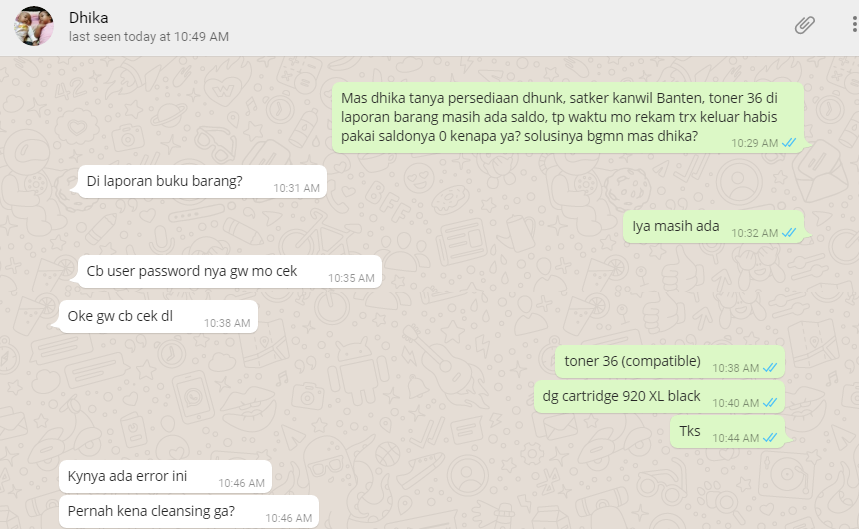 Dhika
last seen today at 10:49 AM
Mas dhika tanya persediaan dhunk, satker kanwil Banten, toner 36 di
laporan barang masih ada saldo, tp waktu mo rekam trx keluar habis
pakai saldonya 0 kenapa ya? solusinya bgmn mas dhika?
10:29 AM
Di laporan buku barang?
10:31 AM
Iya masih ada
10:32 AM
Cb user password nya gw mo cek
10:35 AM
Oke gw cb cek dl
10:38 AM
toner 36 (compatible)
10:38 AM
dg cartridge 920 XL black
10:40 AM
Tks
10:44 AM
Kynya ada error ini
10:46 AM
Pernah kena cleansing ga?
10:46 AM